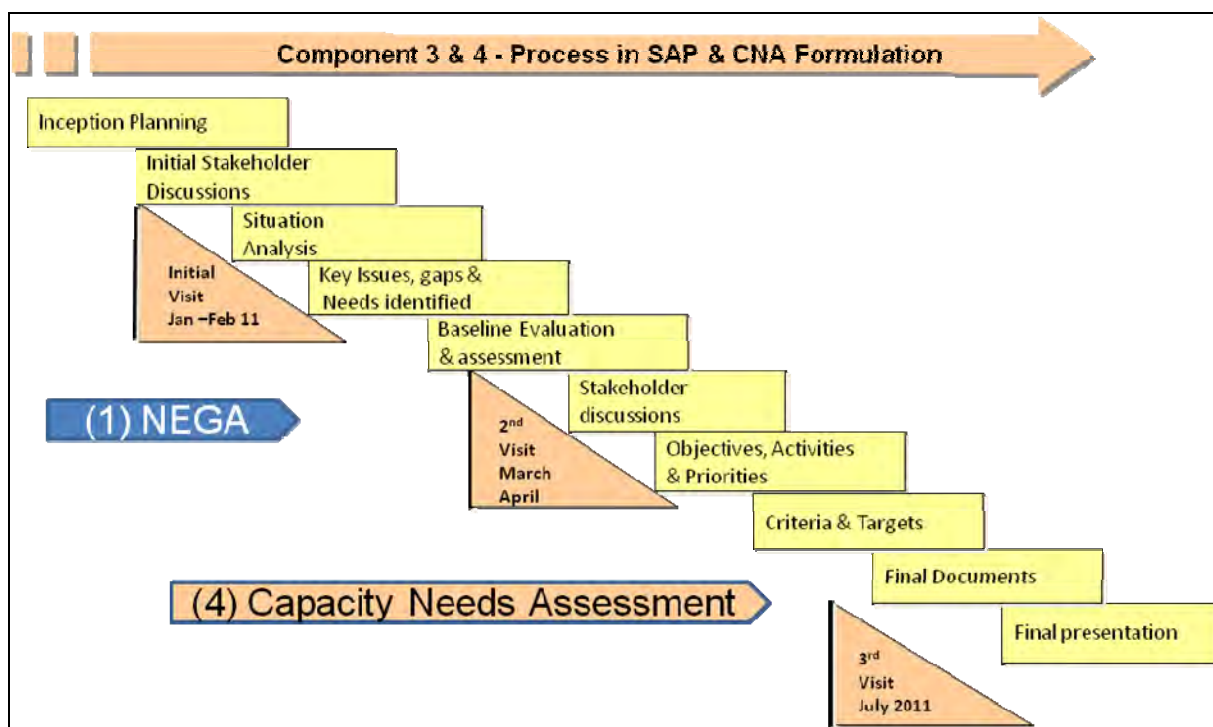 Component 3 & 4 - Process in SAP & CNA Formulation
Inception Planning
Initial Stakeholder
Discussions
Situation
Analysis
Initial
Visit
Jan –Feb 11
Key Issues, gaps &
Needs identified
Baseline Evaluation
& assessment
(1) NEGA
Stakeholder
discussions
2nd
Visit
March
April
Objectives, Activities
& Priorities
Criteria & Targets
Final Documents
(4) Capacity Needs Assessment
Final presentation
3rd
Visit
July 2011